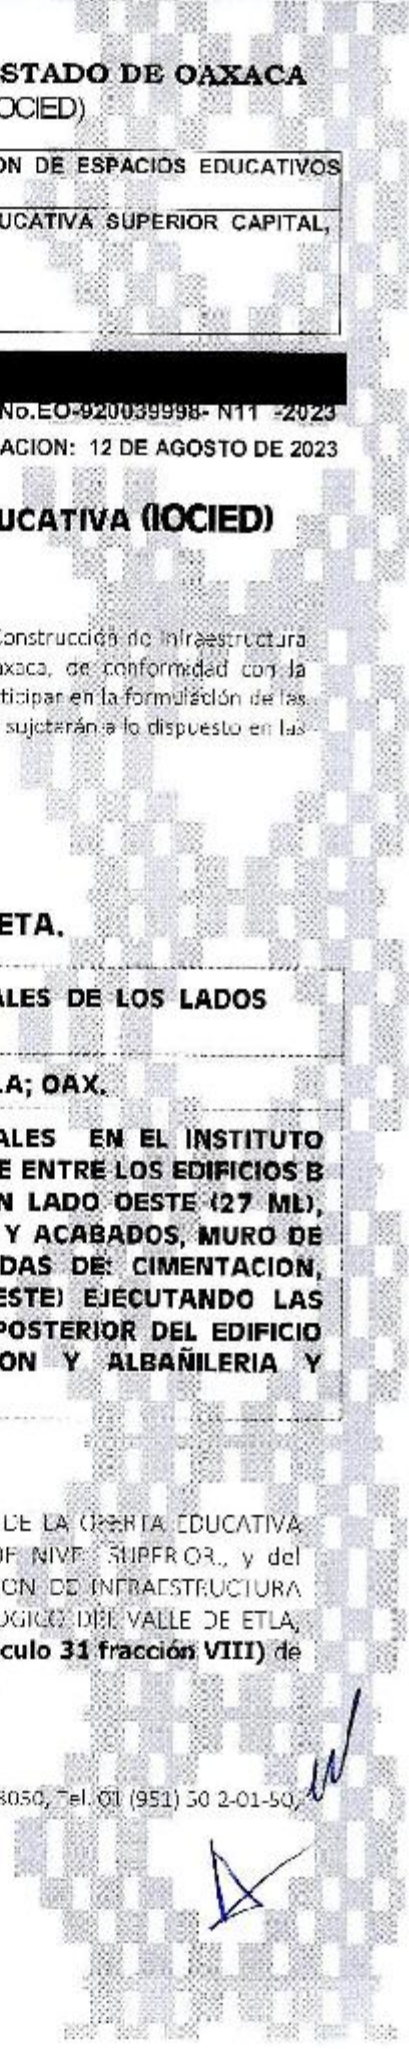 STADO DE OAXACA
OCIED)
ON DE ESPACIOS EDUCATIVOS
UCATIVA SUPERIOR CAPITAL,
No.EO-920039998- N11 -2023
ACION: 12 DE AGOSTO DE 2023
UCATIVA (IOCIED)
Construcción de Infraestructura
axaca, de conformidad con la
rticipar en la formulación de las
sujetarán a lo dispuesto en las
ETA.
ALES DE LOS LADOS
LA; OAX.
ALES EN EL INSTITUTO
E ENTRE LOS EDIFICIOS B
N LADO OESTE (27 ML),
Y ACABADOS, MURO DE
DAS DE: CIMENTACION,
ESTE) EJECUTANDO LAS
POSTERIOR DEL EDIFICIO
ON Y ALBAÑILERIA Y
DE LA OFERTA EDUCATIVA
DE NIVEL SUPERIOR., y del
ION DE INFRAESTRUCTURA
OGICO DEL VALLE DE ETLA,
culo 31 fracción VIII) de
8050, Tel. 01 (951) 50 2-01-50,